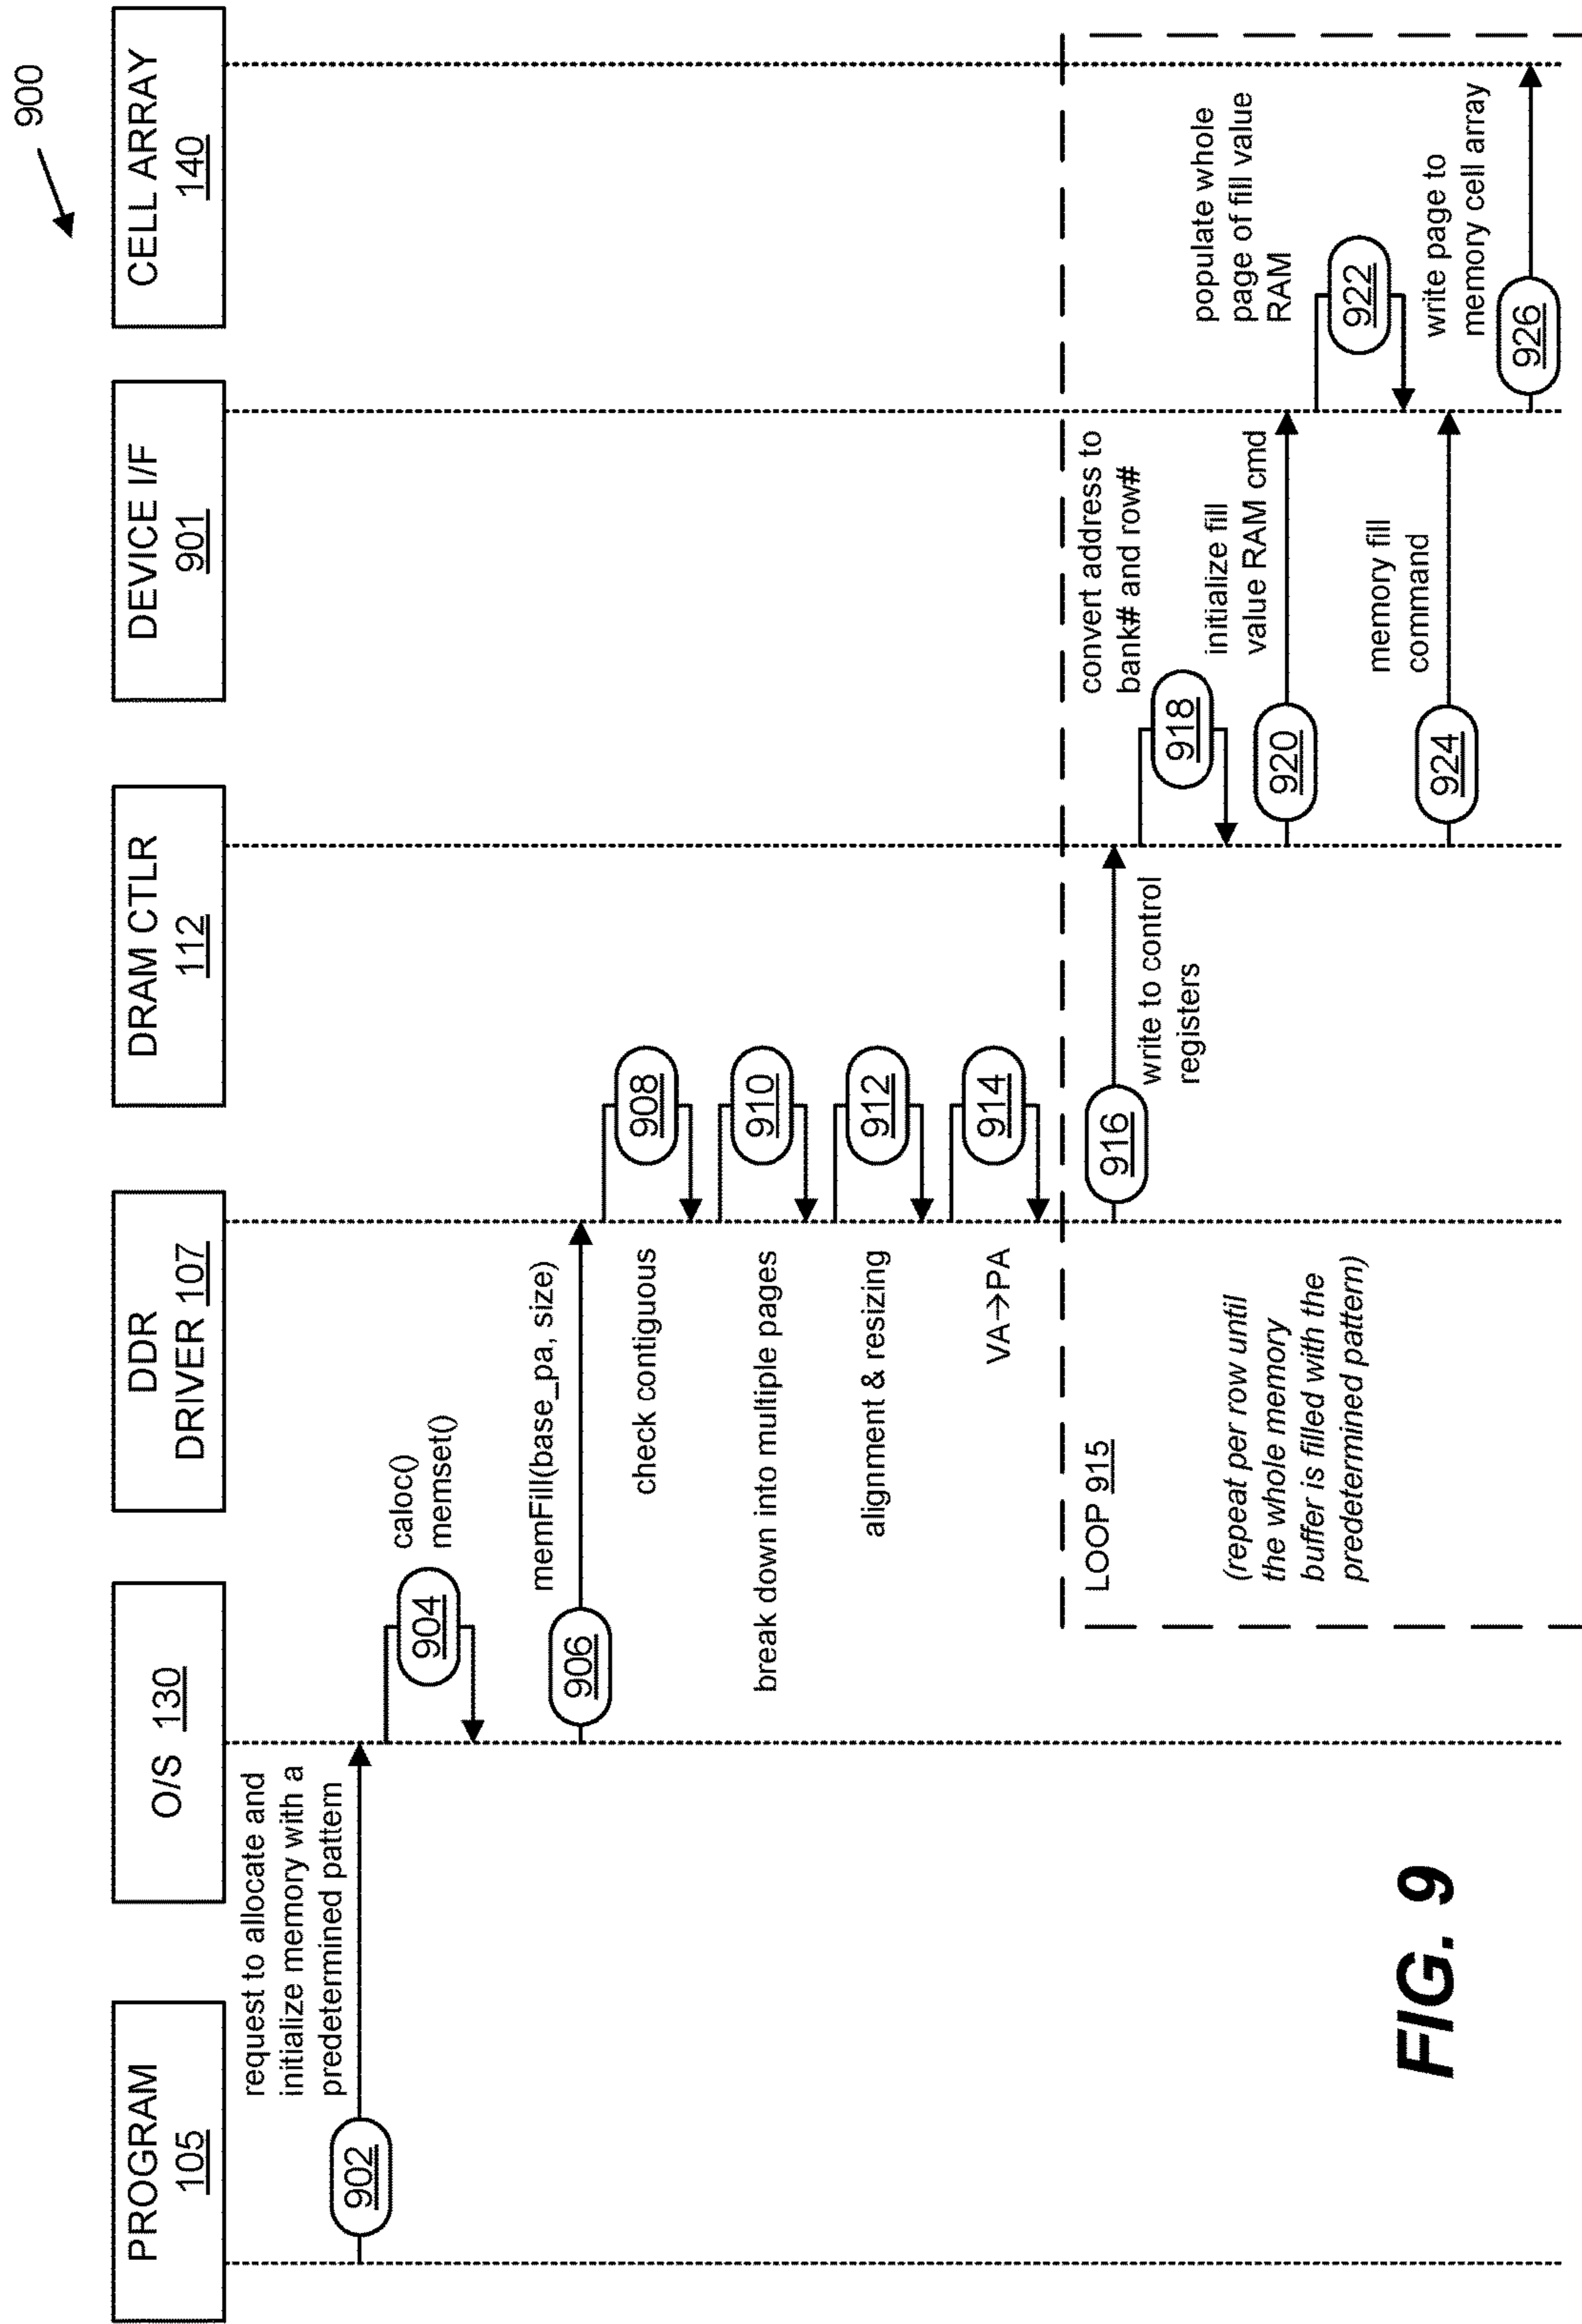 900
PROGRAM
105
O/S 130
DDR
DRIVER 107
DRAM CTLR
112
DEVICE I/F
901
CELL ARRAY
140
request to allocate and
initialize memory with a
predetermined pattern
902
caloc()
memset()
904
memFill(base_pa, size)
906
check contiguous
908
break down into multiple pages
910
alignment & resizing
912
VA→PA
914
LOOP 915
(repeat per row until
the whole memory
buffer is filled with the
predetermined pattern)
916
write to control
registers
convert address to
bank# and row#
918
initialize fill
value RAM cmd
920
populate whole
page of fill value
RAM
922
memory fill
command
924
write page to
memory cell array
926
FIG. 9